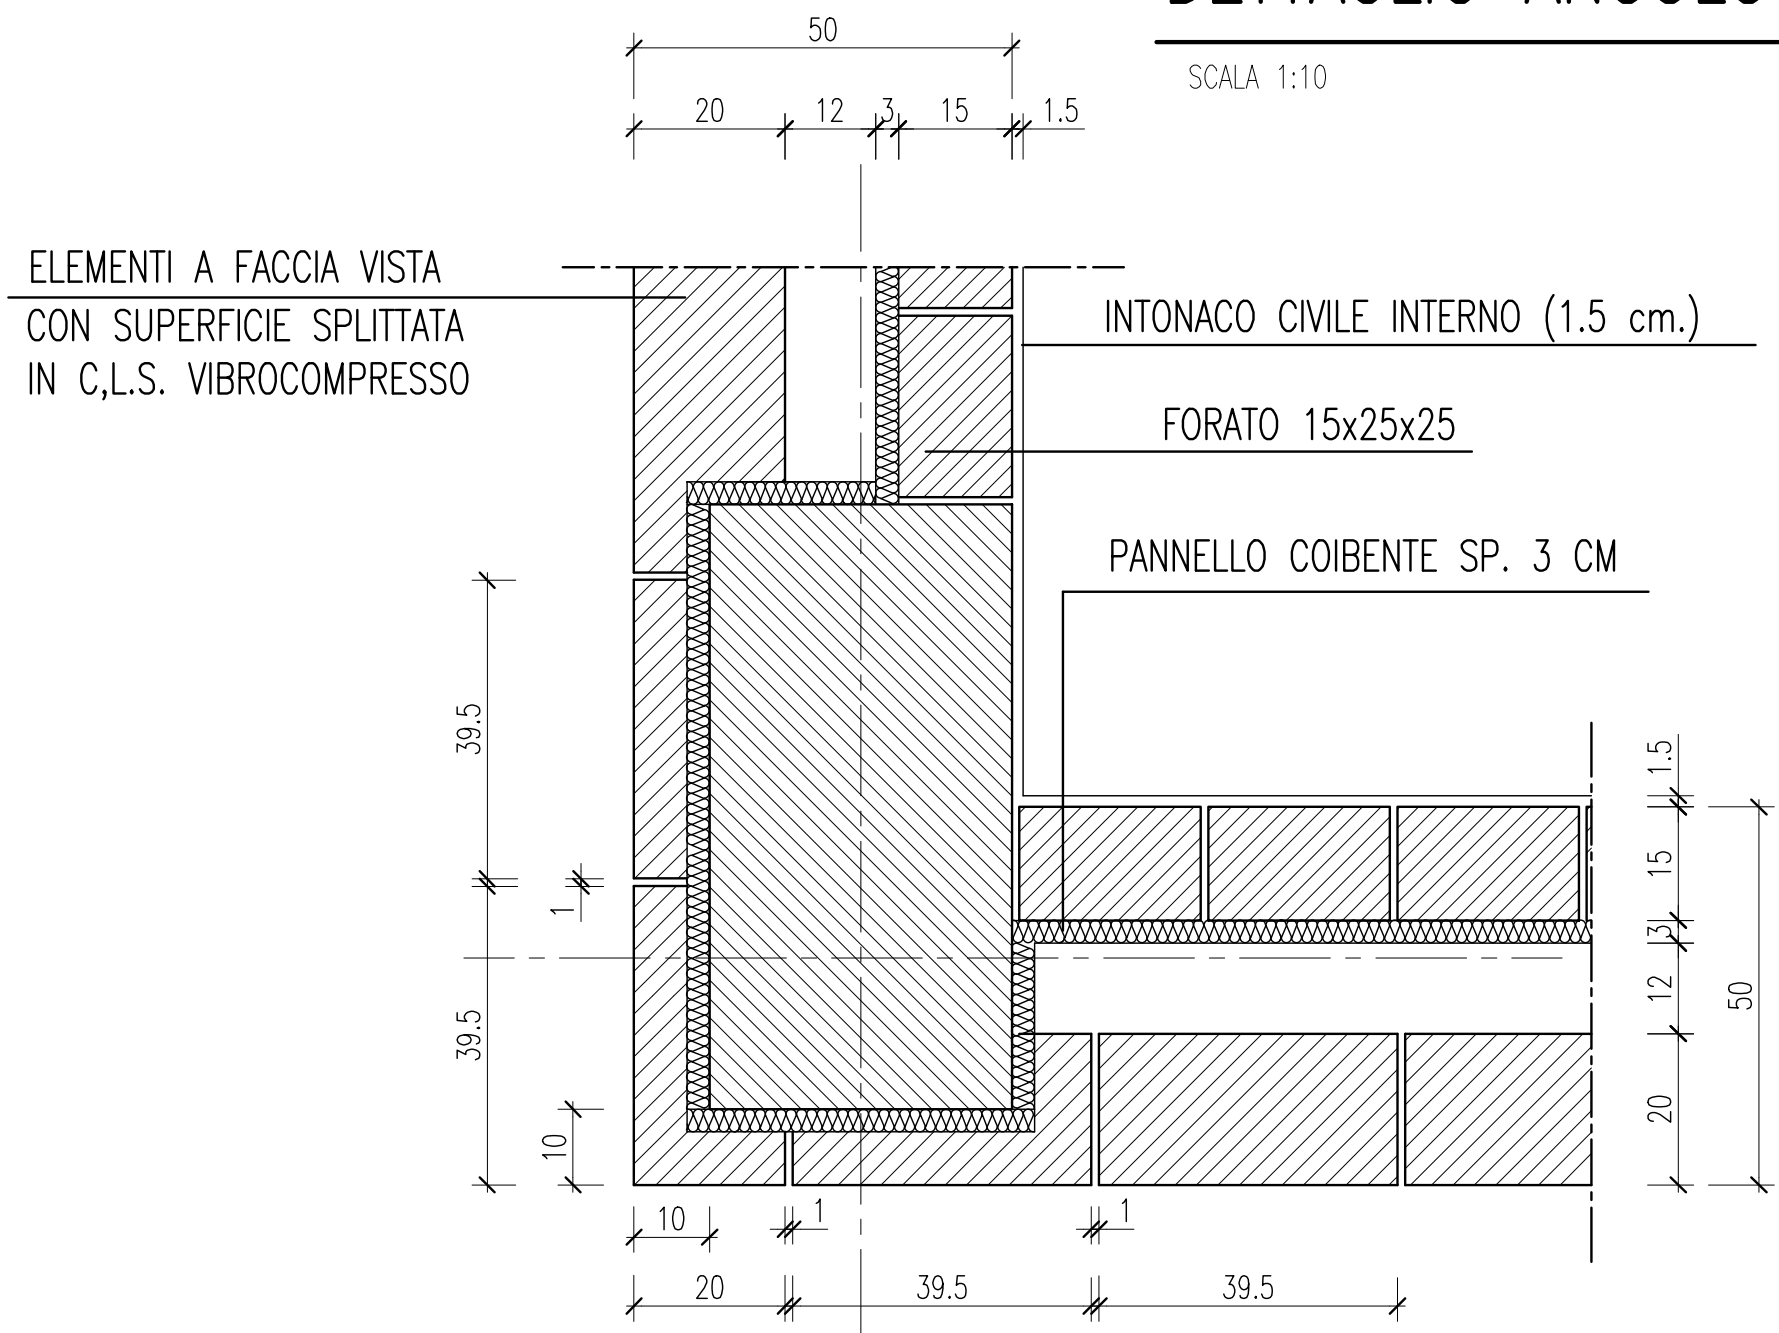 DETTAGLIO ANGOLO
SCALA 1:10
50
20 12 3 15 1.5
ELEMENTI A FACCIA VISTA
CON SUPERFICIE SPLITTATA
IN C,L.S. VIBROCOMPRESSO
INTONACO CIVILE INTERNO (1.5 cm.)
FORATO 15x25x25
PANNELLO COIBENTE SP. 3 CM
39.5
1
39.5
10
1.5
15
3
12
20
50
10 1 1
20 39.5 39.5